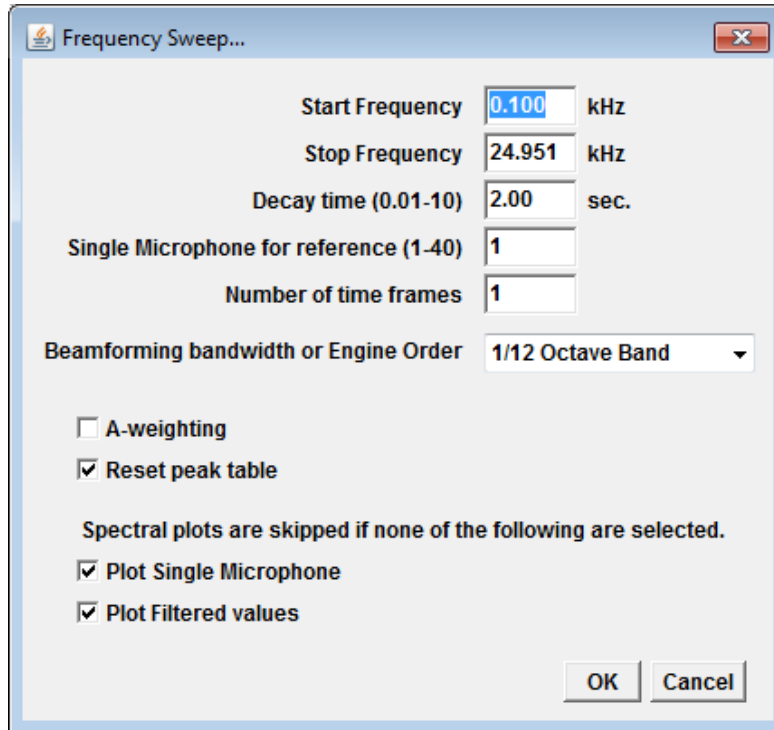 Frequency Sweep...
Start Frequency 0.100 kHz
Stop Frequency 24.951 kHz
Decay time (0.01-10) 2.00 sec.
Single Microphone for reference (1-40) 1
Number of time frames 1
Beamforming bandwidth or Engine Order 1/12 Octave Band
A-weighting
Reset peak table
Spectral plots are skipped if none of the following are selected.
Plot Single Microphone
Plot Filtered values
OK Cancel